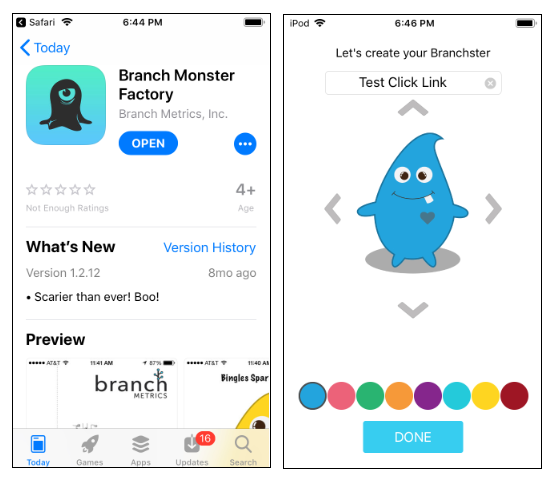 Safari 6:44 PM
Today
Branch Monster
Factory
Branch Metrics, Inc.
OPEN
Not Enough Ratings
4+
Age
What's New Version History
Version 1.2.12 8mo ago
• Scarier than ever! Boo!
Preview
AT&T 11:41 AM 67%
branch
METRICS
AT&T 11:40 AM
Bingles Spar
16
Today Games Apps Updates Search
iPod 6:46 PM
Let's create your Branchster
Test Click Link
DONE